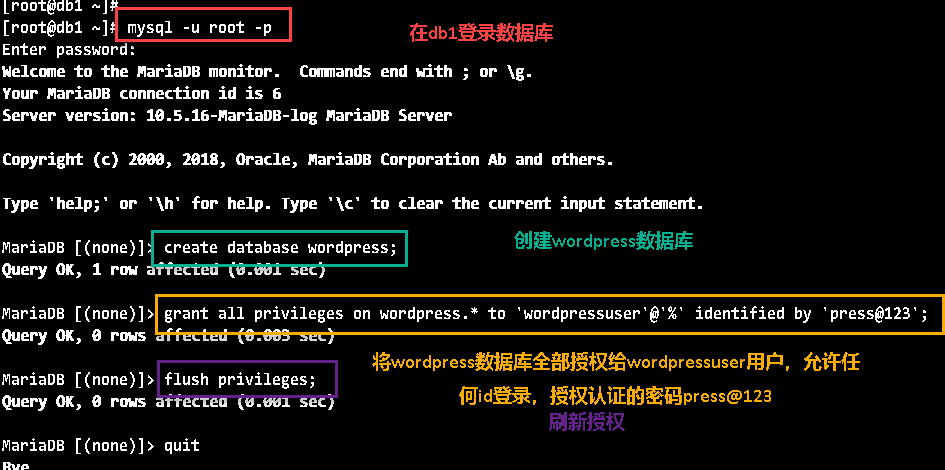 [root@db1 ~]#
[root@db1 ~]# mysql -u root -p
在db1登录数据库
Enter password:
Welcome to the MariaDB monitor.  Commands end with ; or \g.
Your MariaDB connection id is 6
Server version: 10.5.16-MariaDB-log MariaDB Server
Copyright (c) 2000, 2018, Oracle, MariaDB Corporation Ab and others.
Type 'help;' or '\h' for help. Type '\c' to clear the current input statement.
MariaDB [(none)]> create database wordpress;
创建wordpress数据库
Query OK, 1 row affected (0.001 sec)
MariaDB [(none)]> grant all privileges on wordpress.* to 'wordpressuser'@'%' identified by 'press@123';
Query OK, 0 rows affected (0.003 sec)
将wordpress数据库全部授权给wordpressuser用户，允许任
何id登录，授权认证的密码press@123
MariaDB [(none)]> flush privileges;
Query OK, 0 rows affected (0.001 sec)
刷新授权
MariaDB [(none)]> quit
Bye